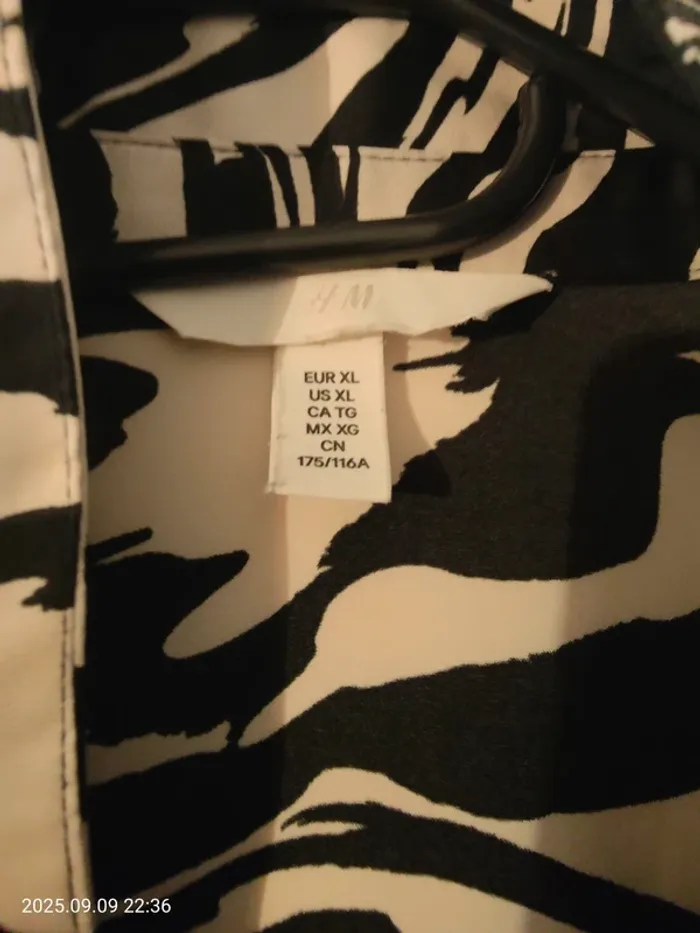 H M
EUR XL
US XL
CA TG
MX XG
CN
175/116A
2025.09.09 22:36